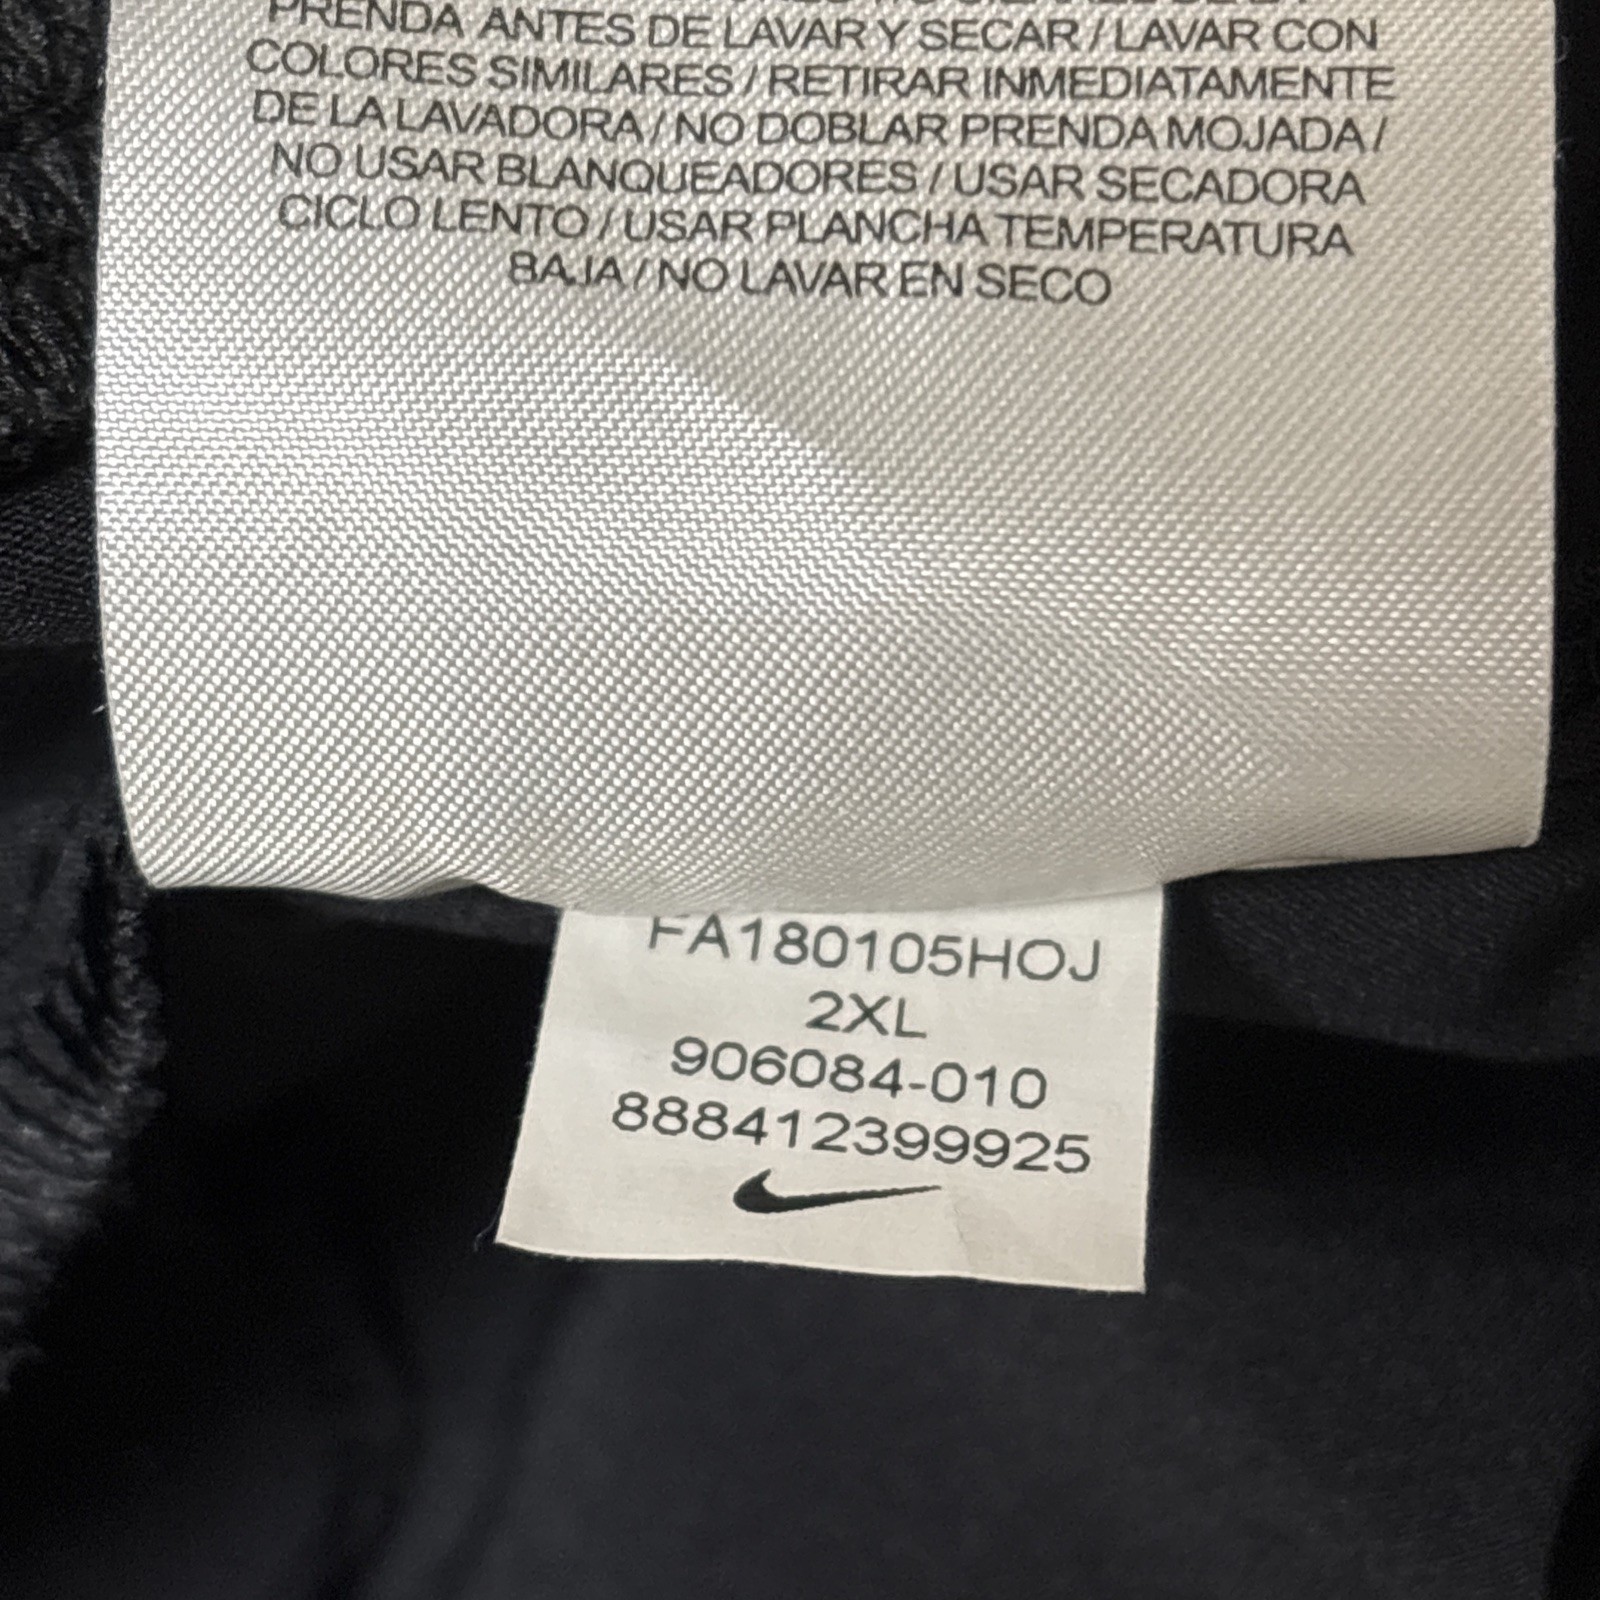 PRENDA ANTES DE LAVAR Y SECAR / LAVAR CON
COLORES SIMILARES / RETIRAR INMEDIATAMENTE
DE LA LAVADORA / NO DOBLAR PRENDA MOJADA /
NO USAR BLANQUEADORES / USAR SECADORA
CICLO LENTO / USAR PLANCHA TEMPERATURA
BAJA / NO LAVAR EN SECO
FA180105HOJ
2XL
906084-010
888412399925